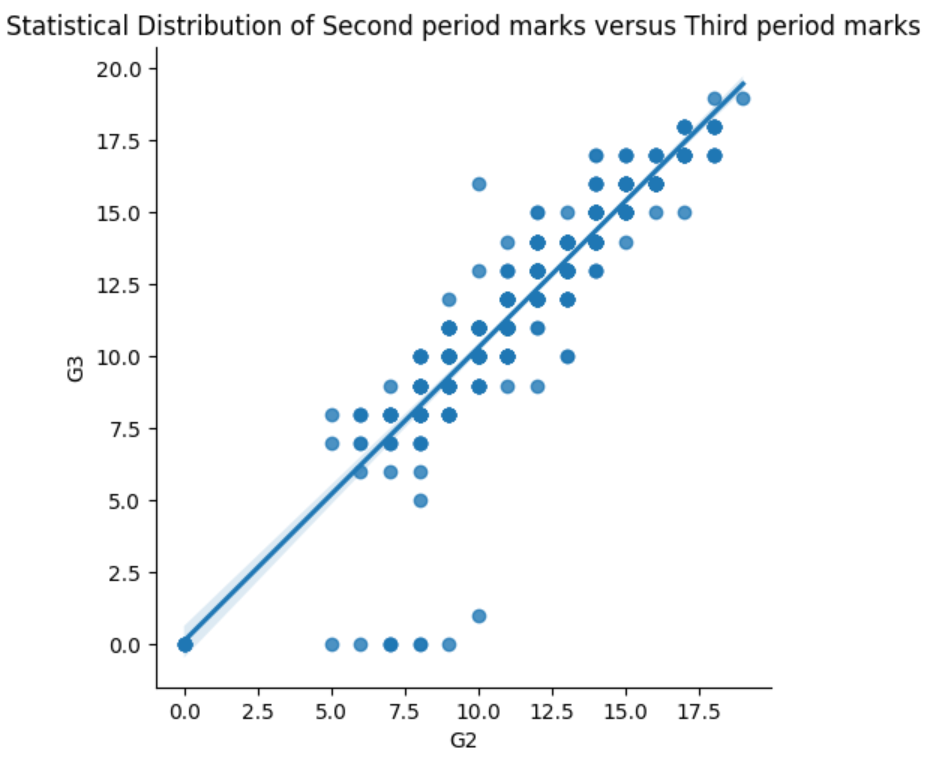 Statistical Distribution of Second period marks versus Third period marks
20.0
17.5
15.0
12.5
10.0
7.5
5.0
2.5
0.0
G3
0.0 2.5 5.0 7.5 10.0 12.5 15.0 17.5
G2